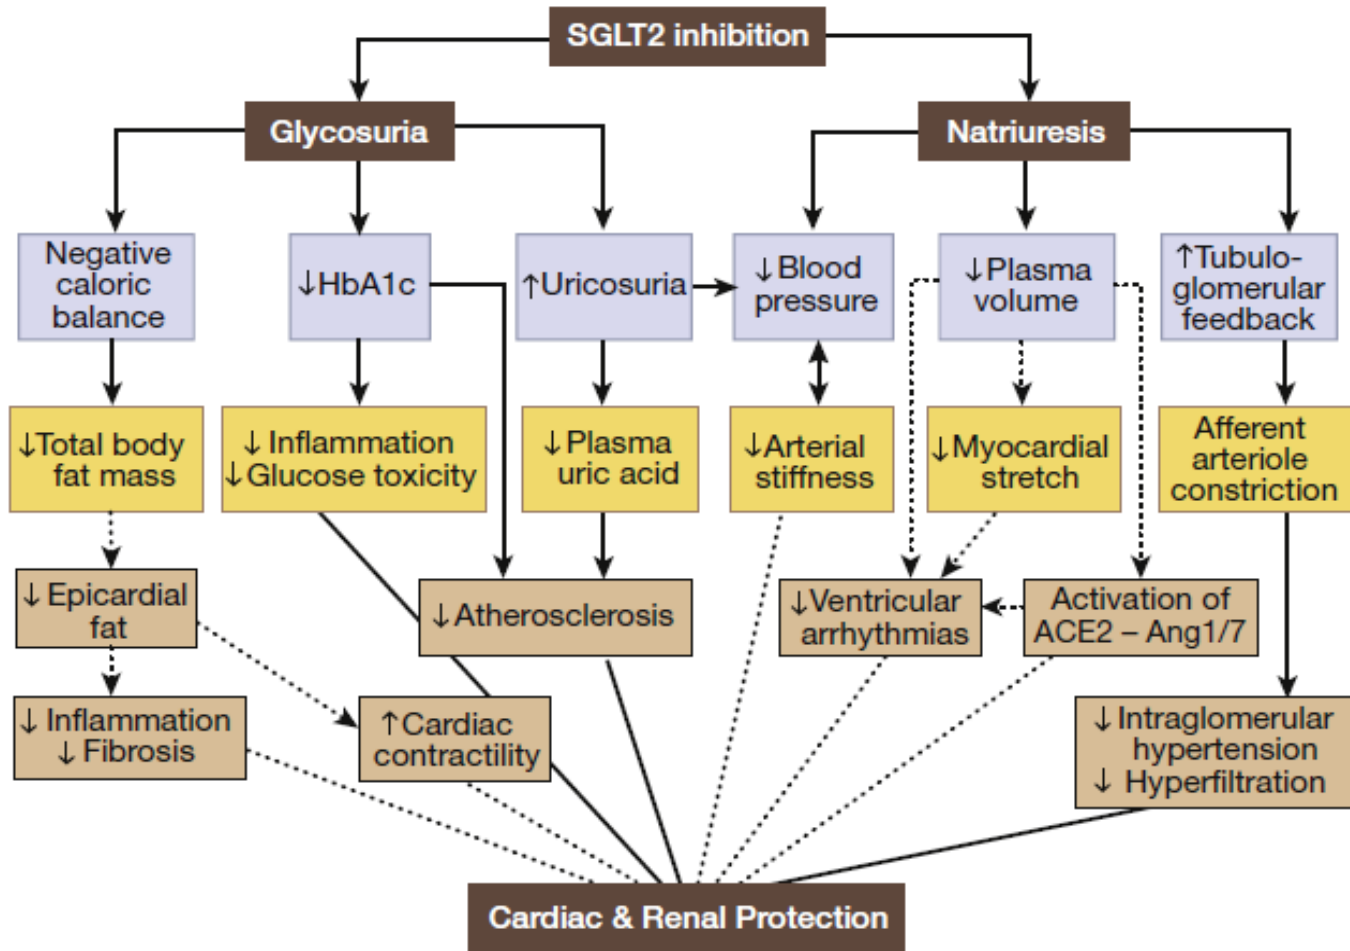 SGLT2 inhibition
Glycosuria
Natriuresis
Negative
caloric
balance
↓HbA1c
↑Uricosuria
↓Blood
pressure
↓Plasma
volume
↑Tubulo-
glomerular
feedback
↓Total body
fat mass
↓Inflammation
↓Glucose toxicity
↓Plasma
uric acid
↓Arterial
stiffness
↓Myocardial
stretch
Afferent
arteriole
constriction
↓Epicardial
fat
↓Atherosclerosis
↓Ventricular
arrhythmias
Activation of
ACE2 – Ang1/7
↓Inflammation
↓Fibrosis
↑Cardiac
contractility
↓Intraglomerular
hypertension
↓Hyperfiltration
Cardiac & Renal Protection